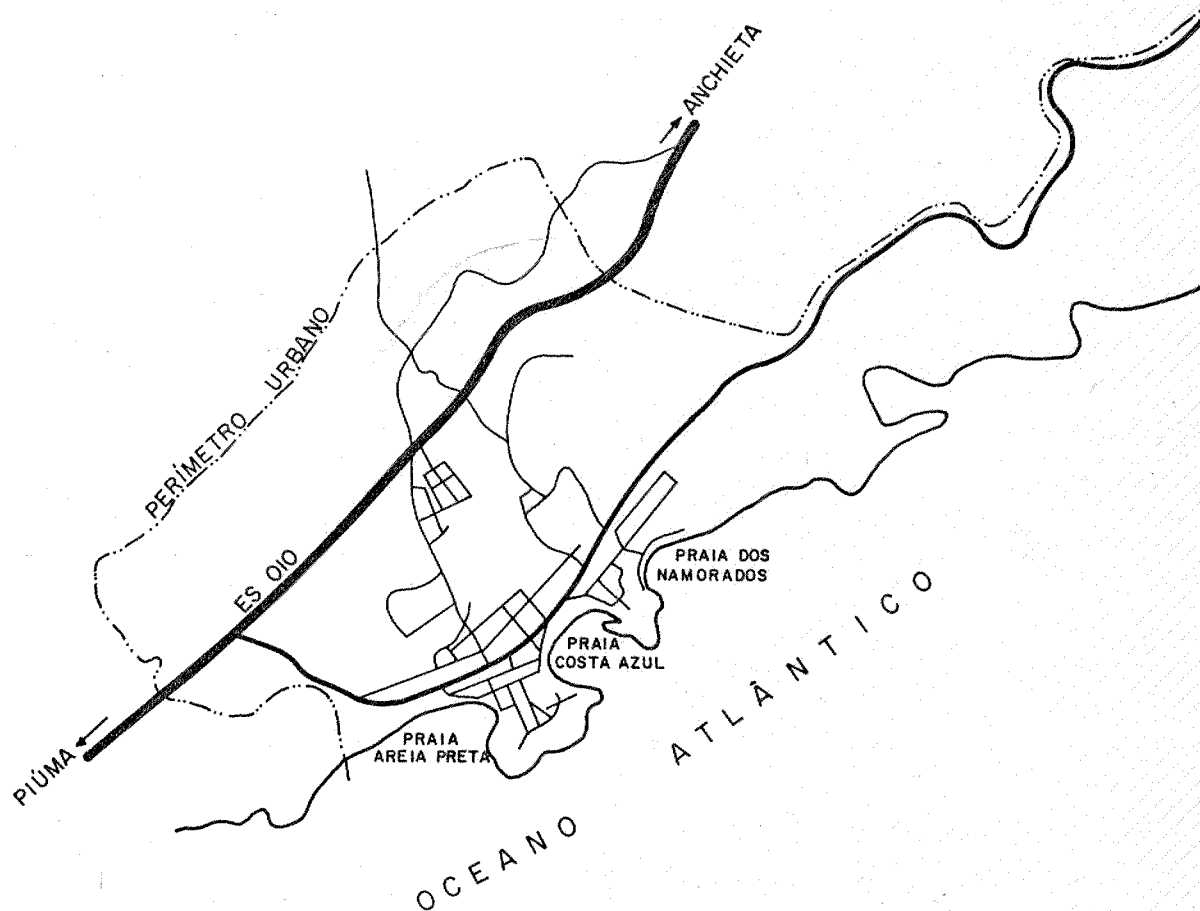 ANCHIETA
PERÍMETRO URBANO
ES 010
PIÚMA
PRAIA DOS
NAMORADOS
PRAIA
COSTA AZUL
PRAIA
AREIA PRETA
OCEANO ATLÂNTICO